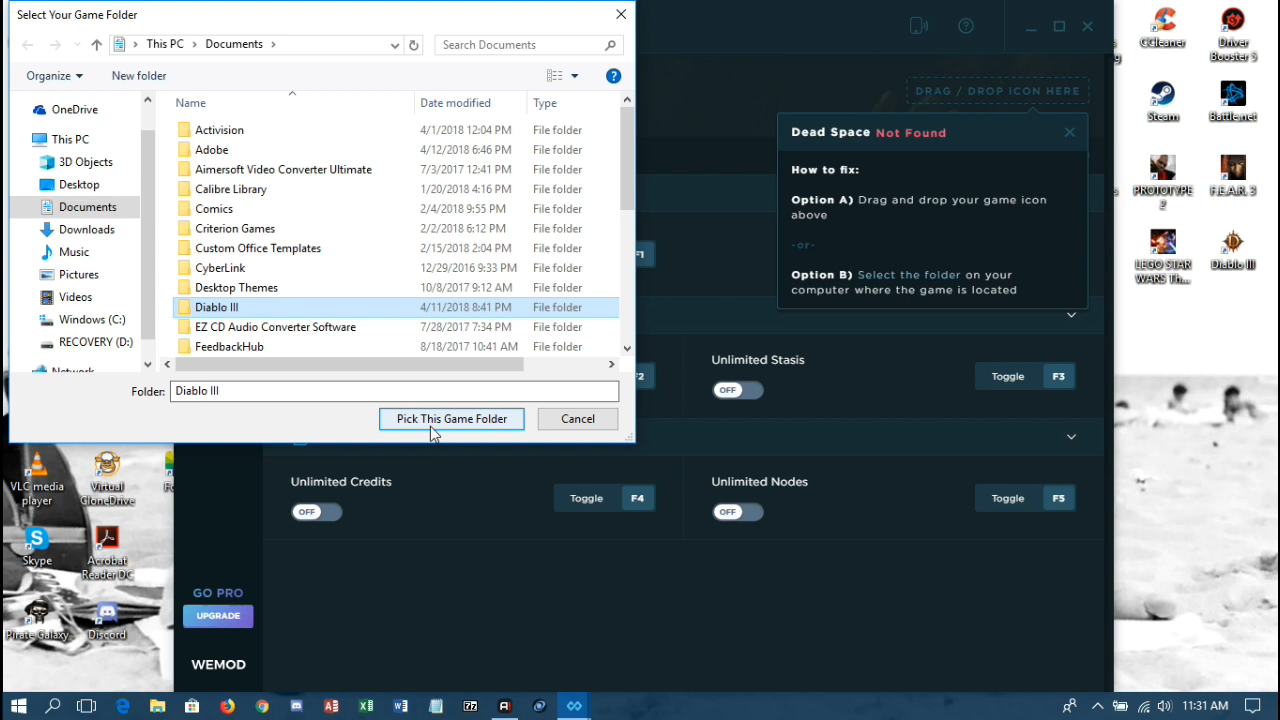 Select Your Game Folder
This PC
Documents
Search Documents
Organize
New folder
Name
Date modified
Type
OneDrive
This PC
3D Objects
Desktop
Documents
Downloads
Music
Pictures
Videos
Windows (C:)
RECOVERY (D:)
Network
Activision 4/1/2018 12:04 PM File folder
Adobe 4/12/2018 6:46 PM File folder
Aimersoft Video Converter Ultimate 7/3/2017 12:41 PM File folder
Calibre Library 1/20/2018 4:16 PM File folder
Comics 2/4/2018 3:55 PM File folder
Criterion Games 2/2/2018 6:12 PM File folder
Custom Office Templates 2/15/2018 2:04 PM File folder
CyberLink 12/29/2016 9:33 PM File folder
Desktop Themes 10/8/2017 9:12 AM File folder
Diablo III 4/11/2018 8:41 PM File folder
EZ CD Audio Converter Software 7/28/2017 7:34 PM File folder
FeedbackHub 8/18/2017 10:41 AM File folder
Folder:
Diablo III
Pick This Game Folder
Cancel
DRAG / DROP ICON HERE
Dead Space Not Found
How to fix:
Option A) Drag and drop your game icon
above
-or-
Option B) Select the folder on your
computer where the game is located
F1
F2
Unlimited Stasis
OFF
Toggle
F3
Unlimited Credits
OFF
Toggle
F4
Unlimited Nodes
OFF
Toggle
F5
GO PRO
UPGRADE
WEMOD
CCleaner
Driver
Booster 5
Steam
Battle.net
PROTOTYPE
2
F.E.A.R. 3
LEGO STAR
WARS Th...
Diablo III
VLC media
player
Virtual
CloneDrive
Skype
Acrobat
Reader DC
Pirate Galaxy
Discord
11:31 AM